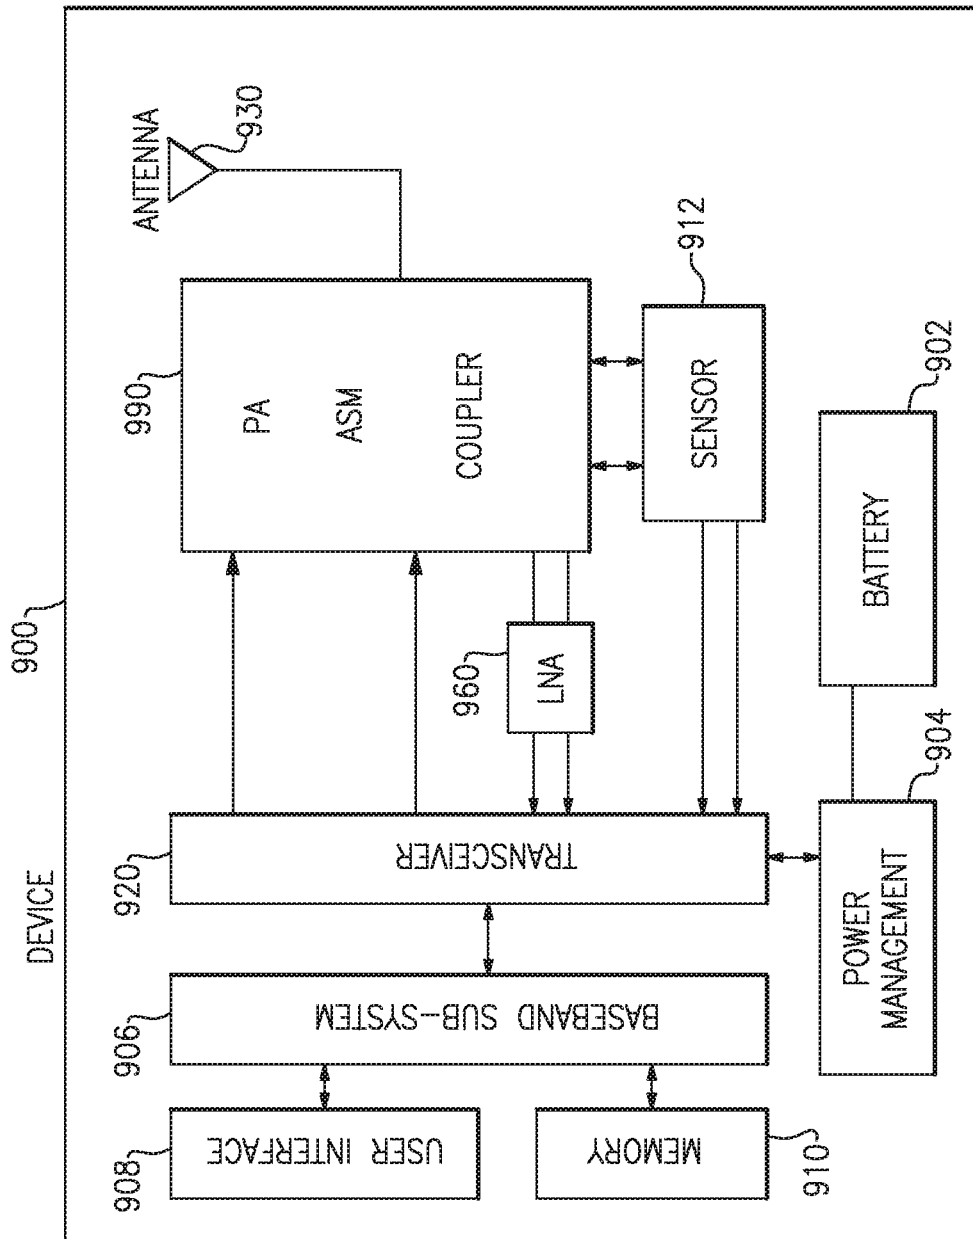 DEVICE
900
ANTENNA
930
990
PA
ASM
COUPLER
912
SENSOR
960
LNA
920
TRANSCEIVER
906
BASEBAND SUB-SYSTEM
908
USER INTERFACE
MEMORY
910
POWER
MANAGEMENT
904
BATTERY
902